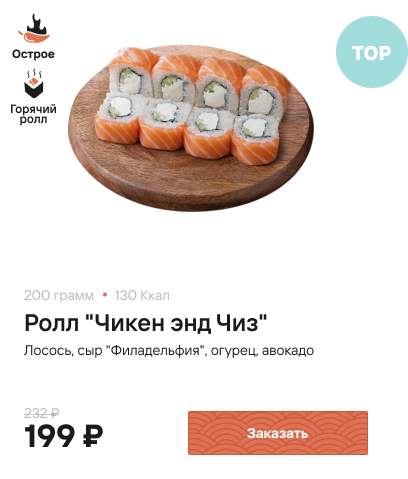 Острое
TOP
Горячий
ролл
200 грамм • 130 Ккал
Ролл "Чикен энд Чиз"
Лосось, сыр "Филадельфия", огурец, авокадо
232 ₽
199 ₽
Заказать